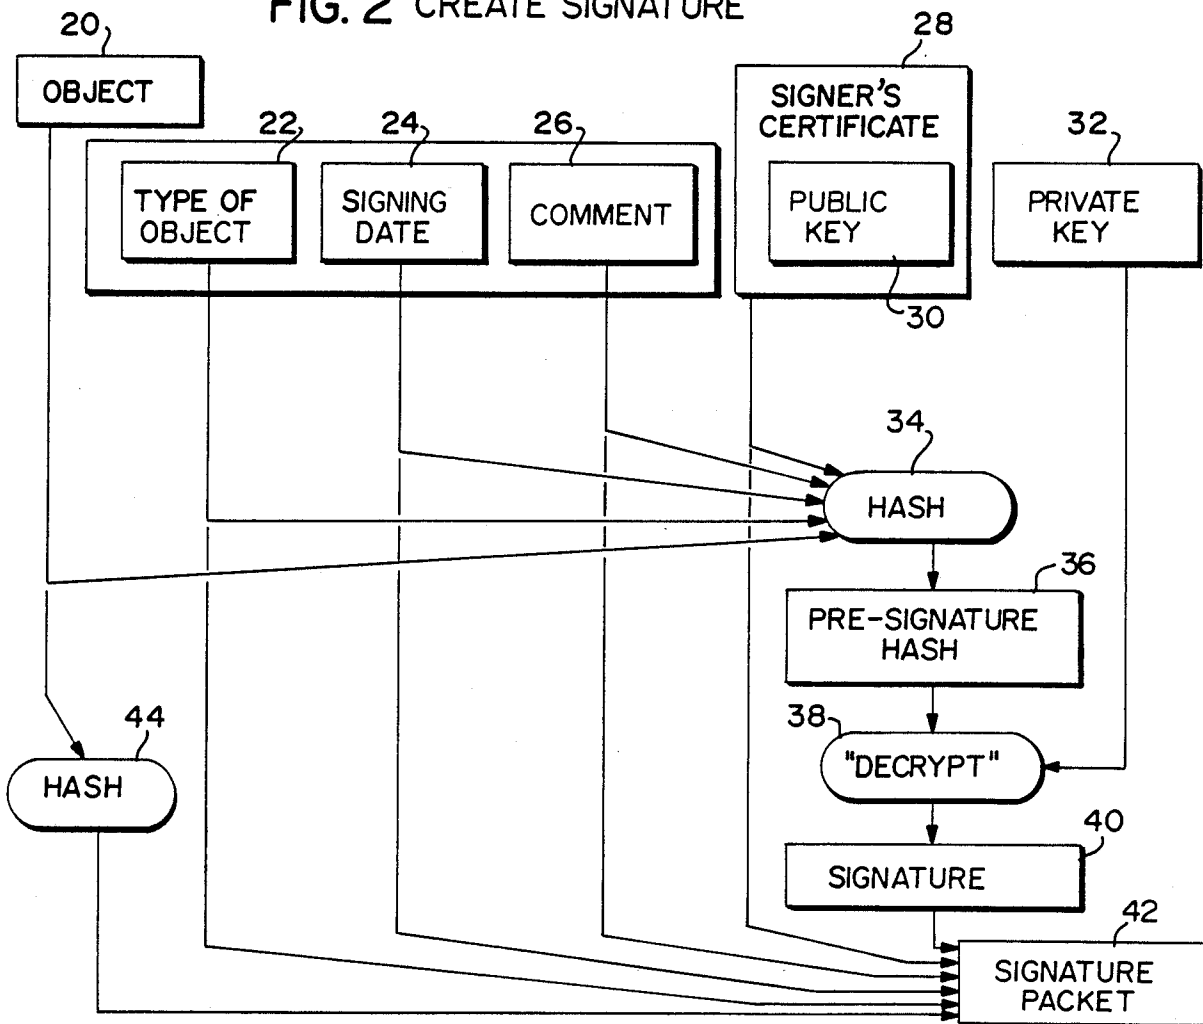 FIG. 2 CREATE SIGNATURE
20
28
OBJECT
22
24
26
32
SIGNER'S
CERTIFICATE
TYPE OF
OBJECT
SIGNING
DATE
COMMENT
PUBLIC
KEY
PRIVATE
KEY
30
34
HASH
36
PRE-SIGNATURE
HASH
44
38
HASH
"DECRYPT"
40
SIGNATURE
42
SIGNATURE
PACKET